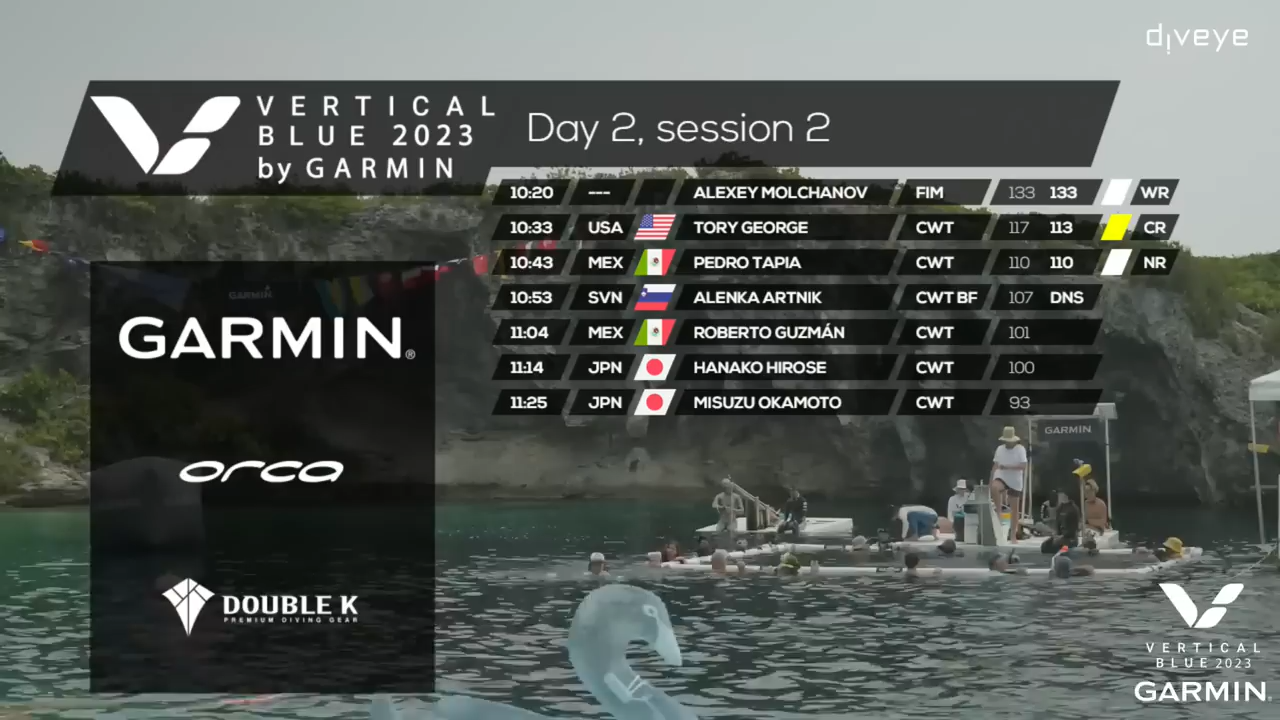 d¡veye
VERTICAL
BLUE 2023
by GARMIN
Day 2, session 2
10:20 --- ALEXEY MOLCHANOV FIM 133 133 WR
10:33 USA TORY GEORGE CWT 117 113 CR
10:43 MEX PEDRO TAPIA CWT 110 110 NR
10:53 SVN ALENKA ARTNIK CWT BF 107 DNS
11:04 MEX ROBERTO GUZMÁN CWT 101
11:14 JPN HANAKO HIROSE CWT 100
11:25 JPN MISUZU OKAMOTO CWT 93
GARMIN
GARMIN®
GARMIN
orca
DOUBLE K
PREMIUM DIVING GEAR
VERTICAL
BLUE 2023
GARMIN